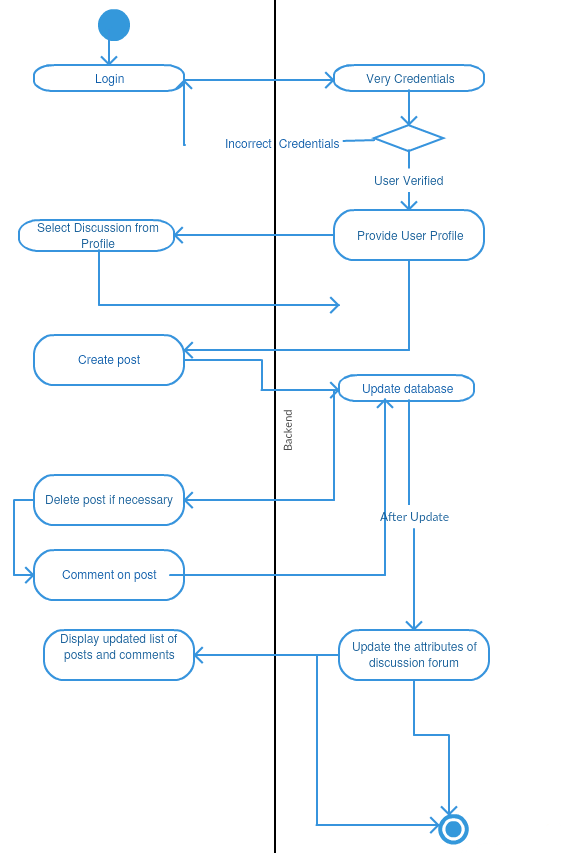 Login
Very Credentials
Incorrect Credentials
User Verified
Select Discussion from
Profile
Provide User Profile
Create post
Update database
Backend
Delete post if necessary
After Update
Comment on post
Display updated list of
posts and comments
Update the attributes of
discussion forum